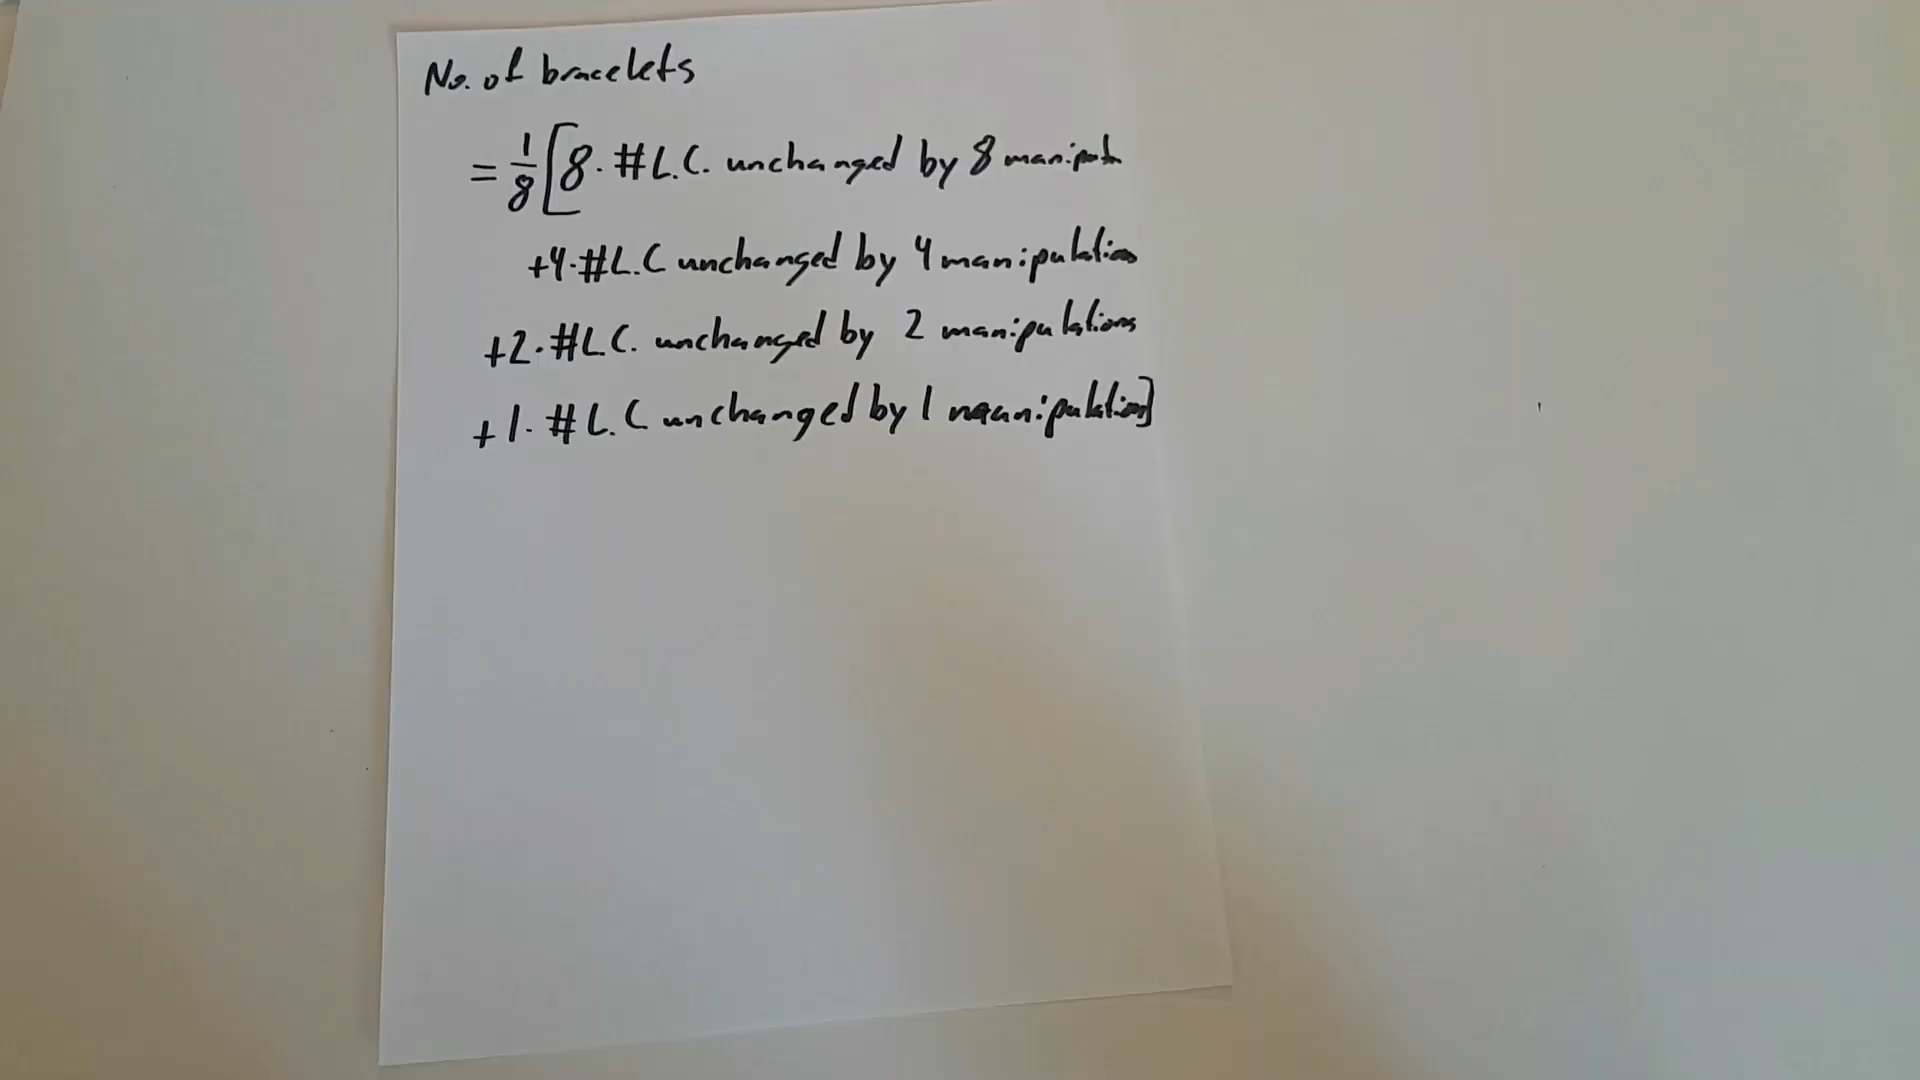 No. of bracelets
= 1/8 [8 · #L.C. unchanged by 8
+4 · #L.C unchanged by 4 manipulations
+2 · #L.C. unchanged by 2 manipulations
+1 · #L.C unchanged by 1 manipulation]